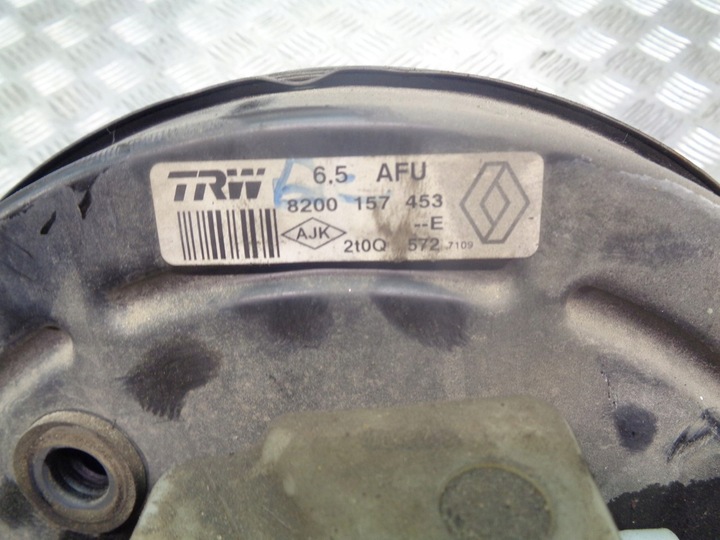 TRW 6.5 AFU
8200 157 453
AJK --E
2t0Q 572 7109